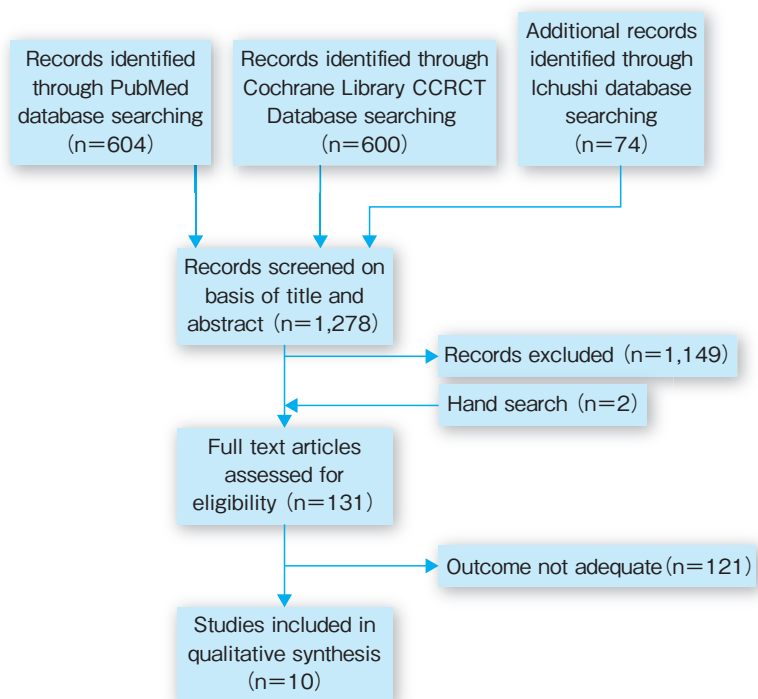 Records identified
through PubMed
database searching
(n=604)
Records identified through
Cochrane Library CCRCT
Database searching
(n=600)
Additional records
identified through
Ichushi database
searching
(n=74)
Records screened on
basis of title and
abstract (n=1,278)
Records excluded (n=1,149)
Hand search (n=2)
Full text articles
assessed for
eligibility (n=131)
Outcome not adequate(n=121)
Studies included in
qualitative synthesis
(n=10)